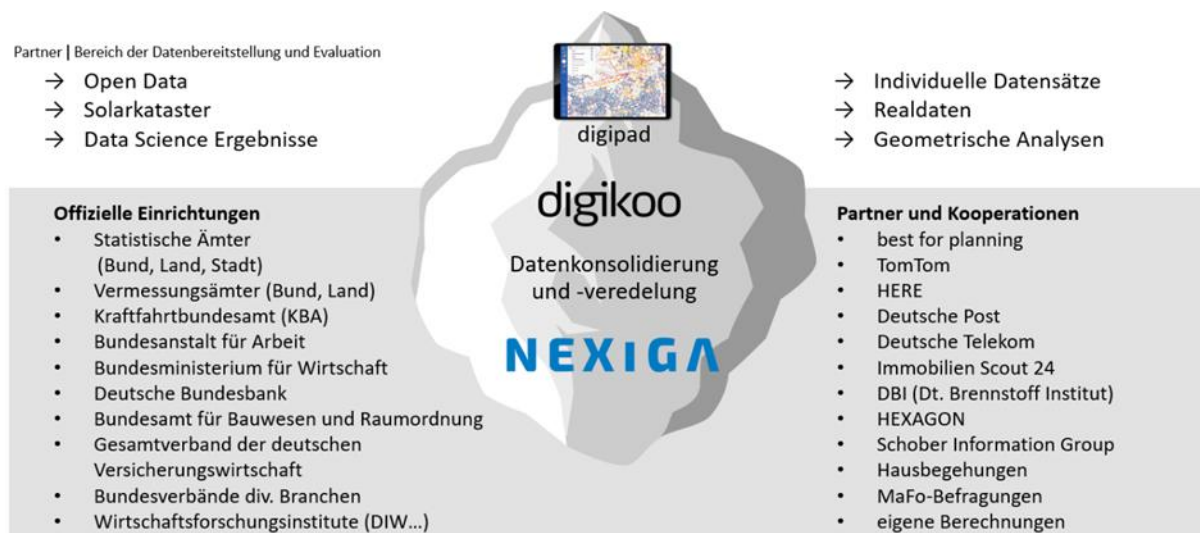 Partner | Bereich der Datenbereitstellung und Evaluation
→ Open Data
→ Solarkataster
→ Data Science Ergebnisse
digipad
→ Individuelle Datensätze
→ Realdaten
→ Geometrische Analysen
Offizielle Einrichtungen
• Statistische Ämter
(Bund, Land, Stadt)
• Vermessungsämter (Bund, Land)
• Kraftfahrtbundesamt (KBA)
• Bundesanstalt für Arbeit
• Bundesministerium für Wirtschaft
• Deutsche Bundesbank
• Bundesamt für Bauwesen und Raumordnung
• Gesamtverband der deutschen
Versicherungswirtschaft
• Bundesverbände div. Branchen
• Wirtschaftsforschungsinstitute (DIW...)
digikoo
Datenkonsolidierung
und -veredelung
NEXIGA
Partner und Kooperationen
• best for planning
• TomTom
• HERE
• Deutsche Post
• Deutsche Telekom
• Immobilien Scout 24
• DBI (Dt. Brennstoff Institut)
• HEXAGON
• Schober Information Group
• Hausbegehungen
• MaFo-Befragungen
• eigene Berechnungen